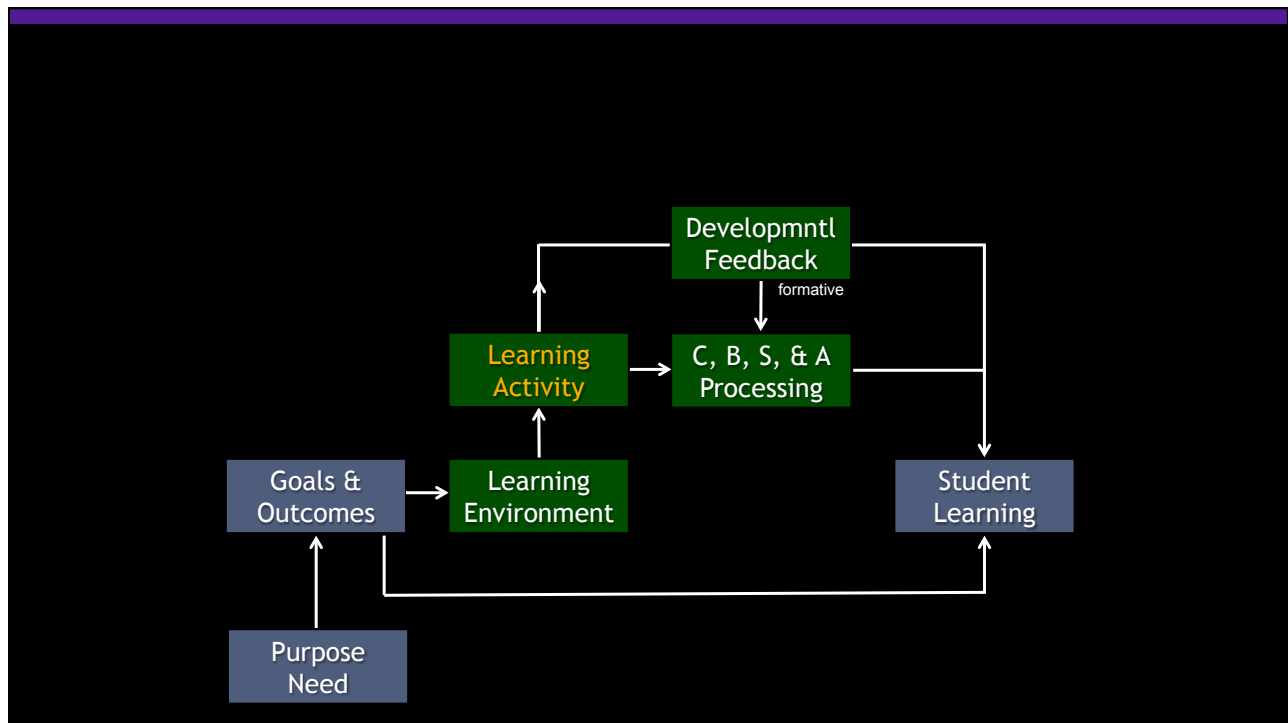 Developmntl
Feedback
formative
Learning
Activity
C, B, S, & A
Processing
Goals &
Outcomes
Learning
Environment
Student
Learning
Purpose
Need